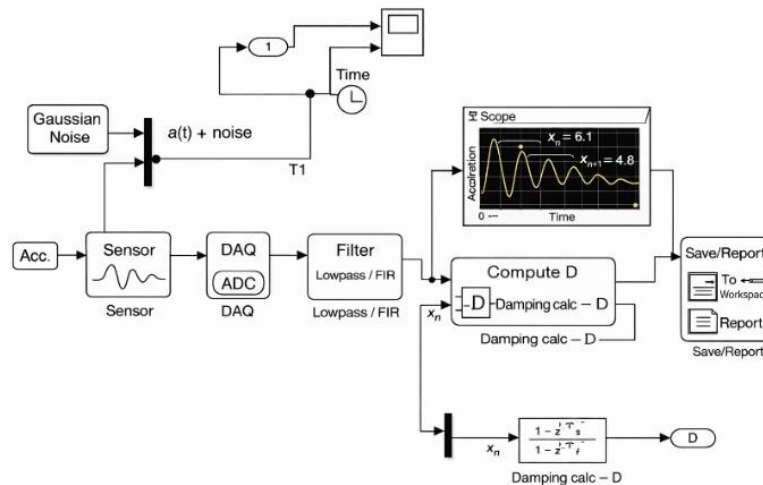 1
Time
Gaussian
Noise
a(t) + noise
T1
Scope
xn = 6.1
xn+1 = 4.8
Acclration
0
Time
Acc.
Sensor
Sensor
DAQ
ADC
DAQ
Filter
Lowpass / FIR
Lowpass / FIR
Compute D
-D
Damping calc – D
xn
Damping calc – D
Save/Report
To
Workspac
Report
Save/Report
xn
D
Damping calc – D